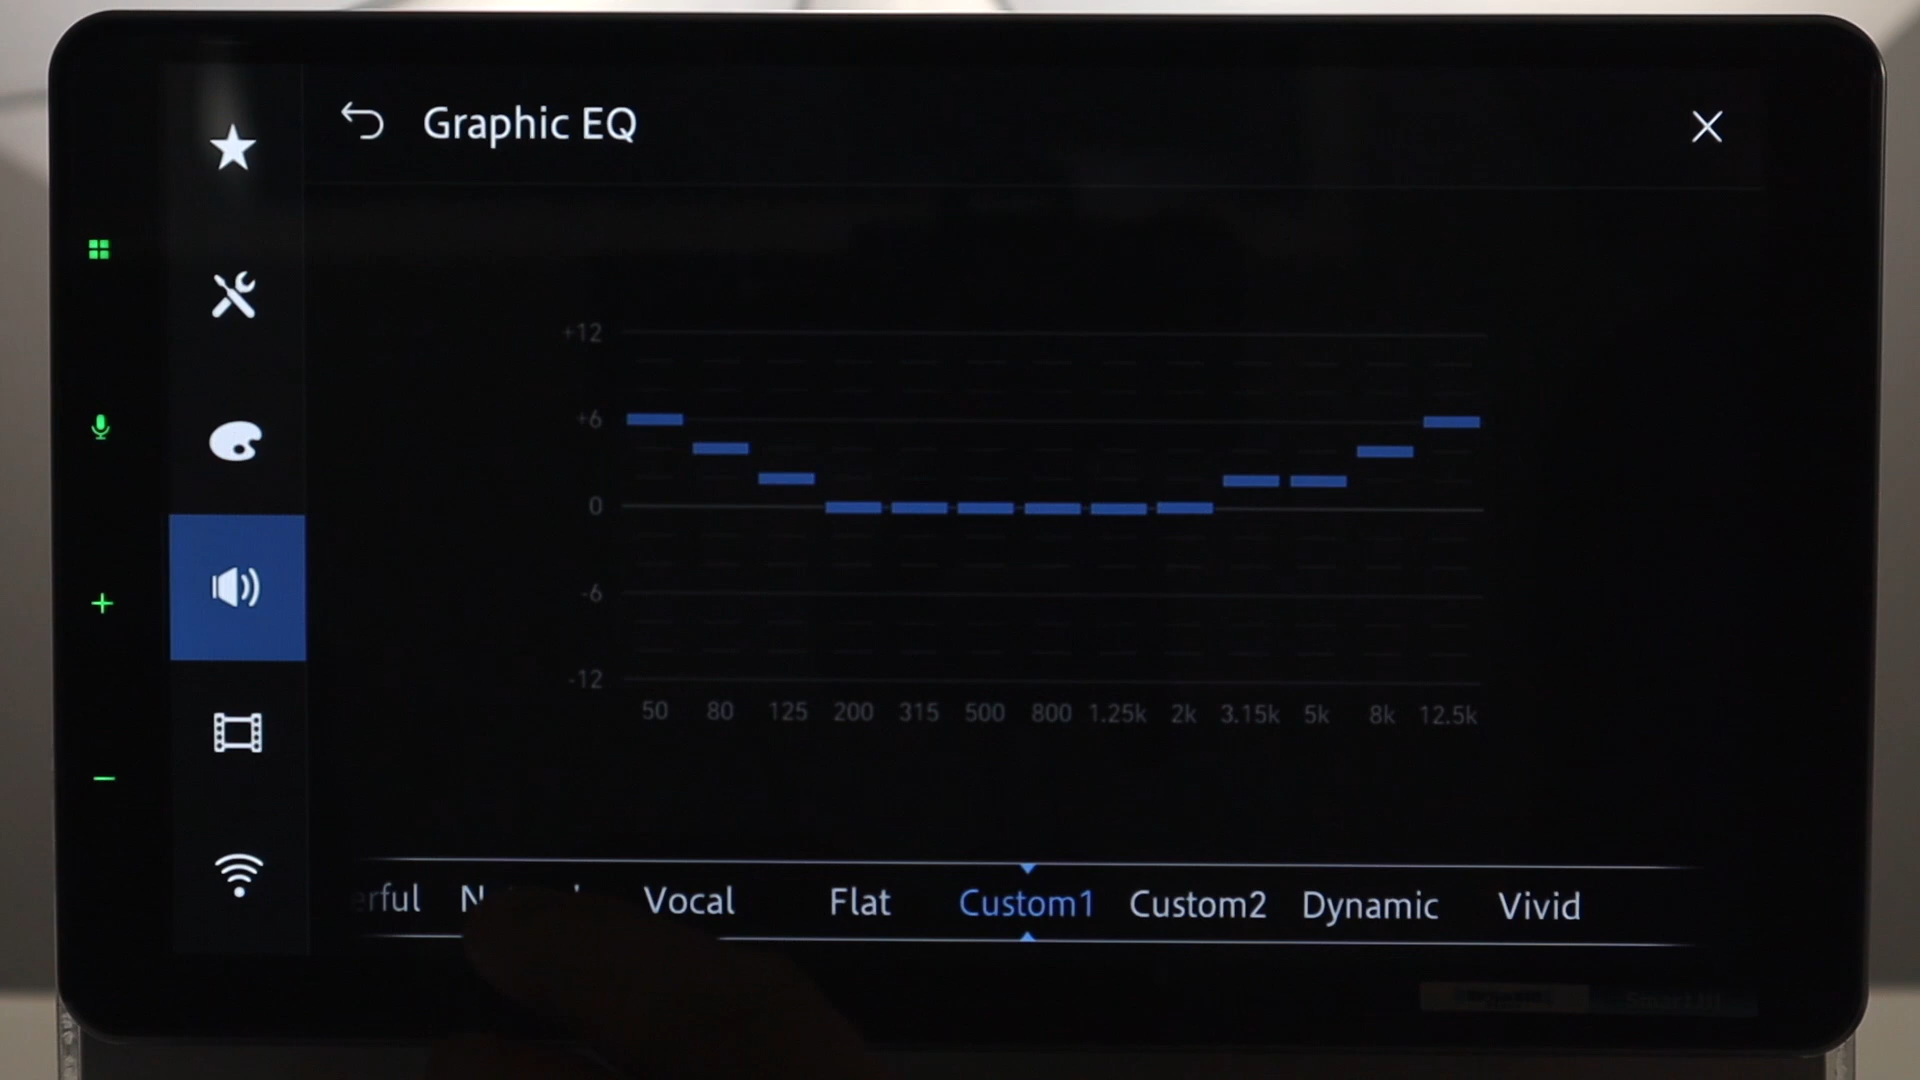 Graphic EQ
+12
+6
0
-6
-12
50 80 125 200 315 500 800 1.25k 2k 3.15k 5k 8k 12.5k
erful Vocal Flat Custom1 Custom2 Dynamic Vivid